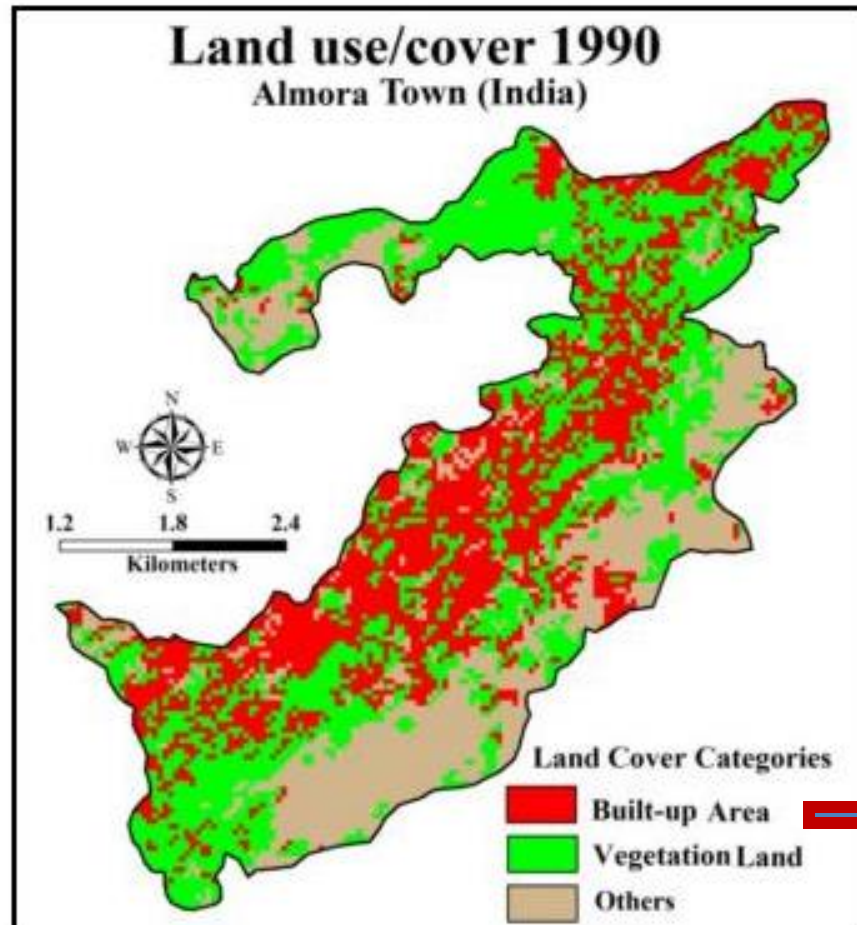 Land use/cover 1990
Almora Town (India)
N
W E
S
1.2 1.8 2.4
Kilometers
Land Cover Categories
Built-up Area
Vegetation Land
Others